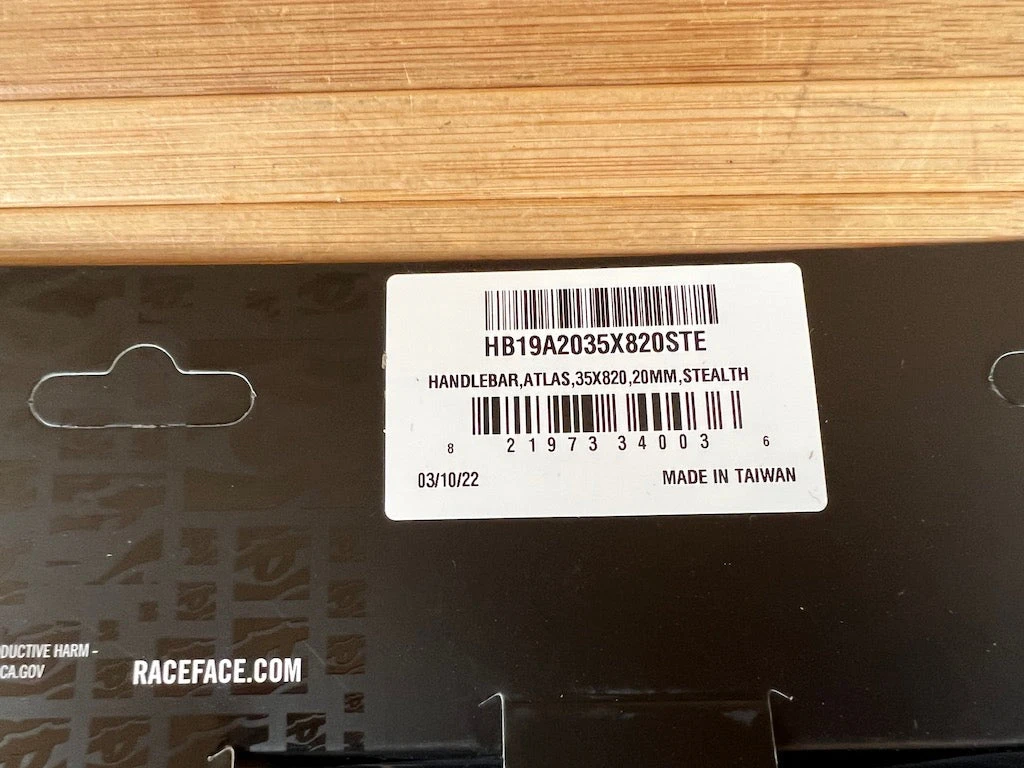 HB19A2035X820STE
HANDLEBAR,ATLAS,35X820,20MM,STEALTH
8 21973 34003 6
03/10/22
MADE IN TAIWAN
DUCTIVE HARM -
CA.GOV
RACEFACE.COM